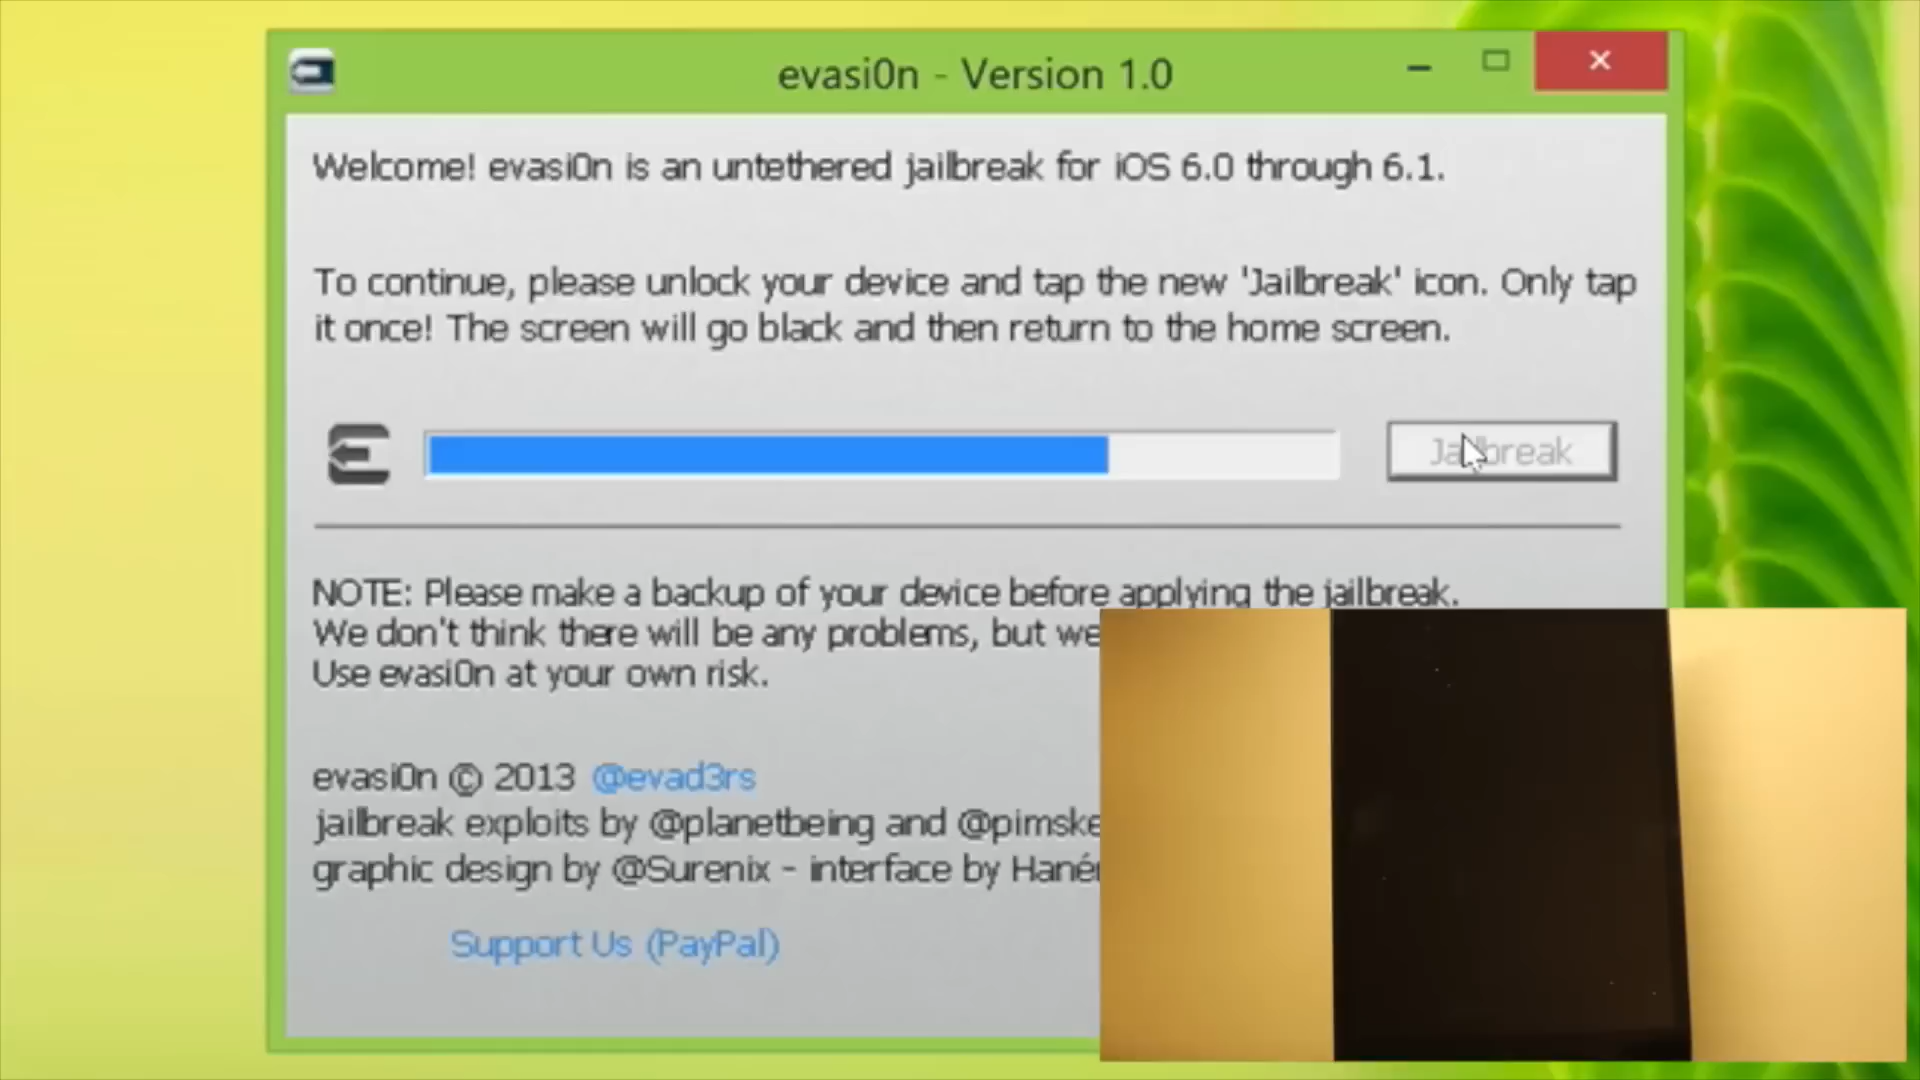 evasi0n - Version 1.0
Welcome! evasi0n is an untethered jailbreak for iOS 6.0 through 6.1.
To continue, please unlock your device and tap the new 'Jailbreak' icon. Only tap
it once! The screen will go black and then return to the home screen.
Jailbreak
NOTE: Please make a backup of your device before applying the jailbreak.
We don't think there will be any problems, but we
Use evasi0n at your own risk.
evasi0n © 2013 @evad3rs
jailbreak exploits by @planetbeing and @pimske
graphic design by @Surenix - interface by Hané
Support Us (PayPal)